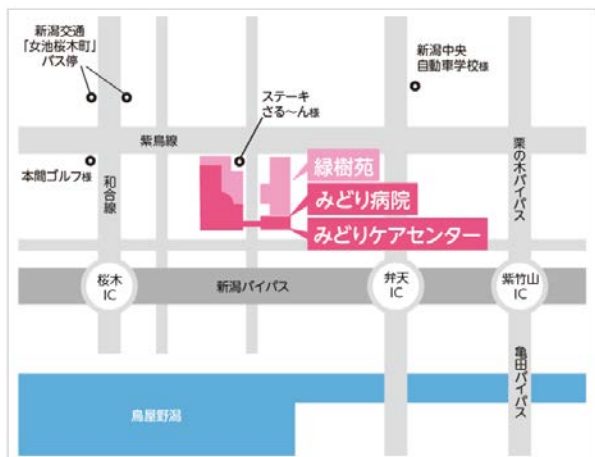 新潟交通
「女池桜木町」
バス停
新潟中央
自動車学校様
ステーキ
さる〜ん様
紫鳥線
本間ゴルフ様
和合線
栗の木バイパス
緑樹苑
みどり病院
みどりケアセンター
桜木
IC
新潟バイパス
弁天
IC
紫竹山
IC
亀田バイパス
鳥屋野潟